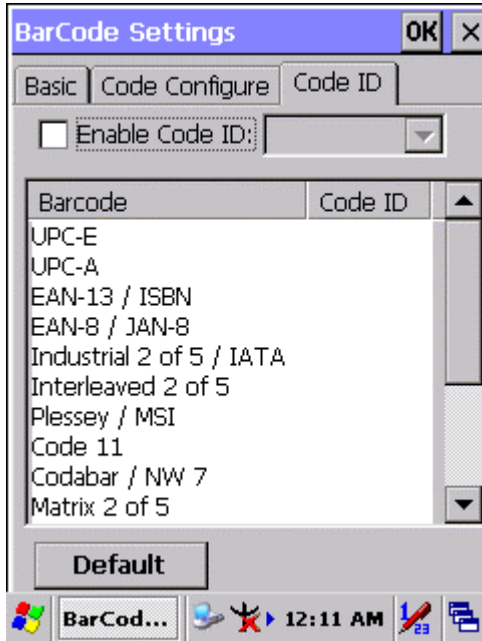 BarCode Settings OK ×
Basic Code Configure Code ID
Enable Code ID:
Barcode Code ID
UPC-E
UPC-A
EAN-13 / ISBN
EAN-8 / JAN-8
Industrial 2 of 5 / IATA
Interleaved 2 of 5
Plessey / MSI
Code 11
Codabar / NW 7
Matrix 2 of 5
Default
BarCod... 12:11 AM 123